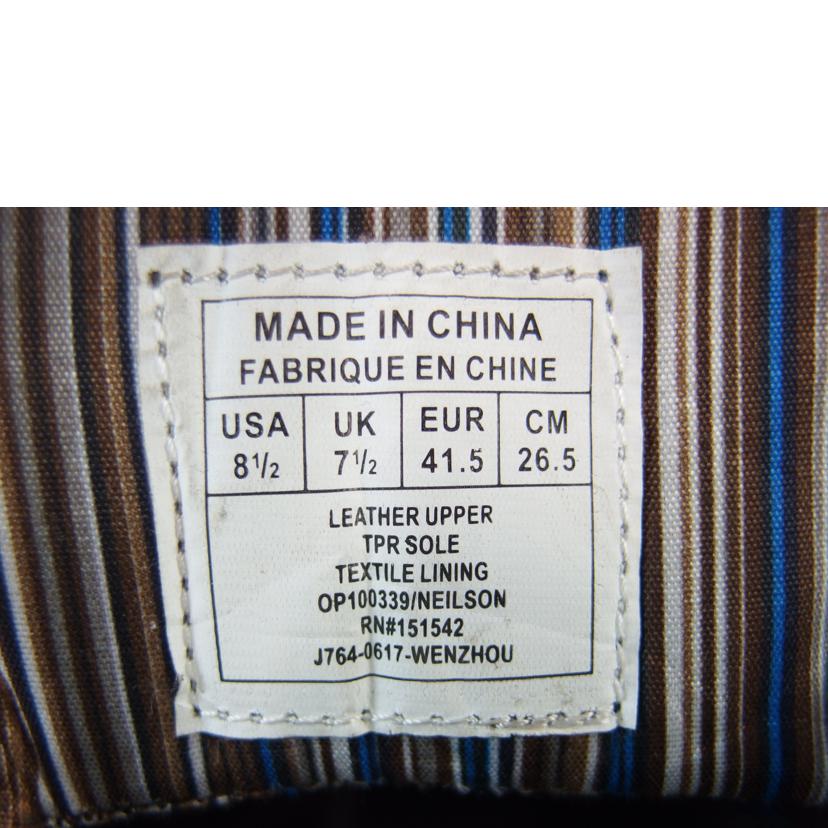 MADE IN CHINA
FABRIQUE EN CHINE
USA UK EUR CM
8½ 7½ 41.5 26.5
LEATHER UPPER
TPR SOLE
TEXTILE LINING
OP100339/NEILSON
RN#151542
J764-0617-WENZHOU